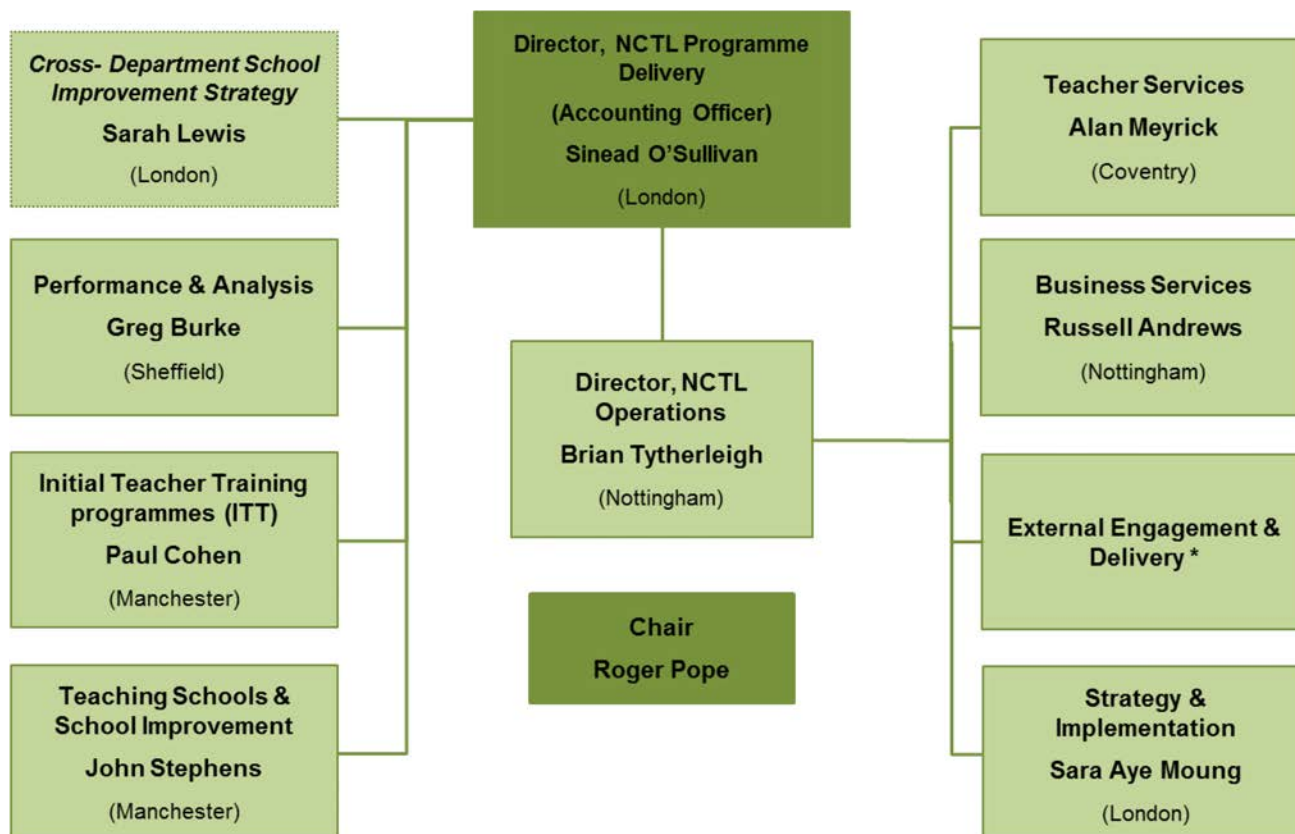 Cross- Department School
Improvement Strategy
Sarah Lewis
(London)
Performance & Analysis
Greg Burke
(Sheffield)
Initial Teacher Training
programmes (ITT)
Paul Cohen
(Manchester)
Teaching Schools &
School Improvement
John Stephens
(Manchester)
Director, NCTL Programme
Delivery
(Accounting Officer)
Sinead O’Sullivan
(London)
Director, NCTL
Operations
Brian Tytherleigh
(Nottingham)
Chair
Roger Pope
Teacher Services
Alan Meyrick
(Coventry)
Business Services
Russell Andrews
(Nottingham)
External Engagement &
Delivery *
Strategy &
Implementation
Sara Aye Moung
(London)